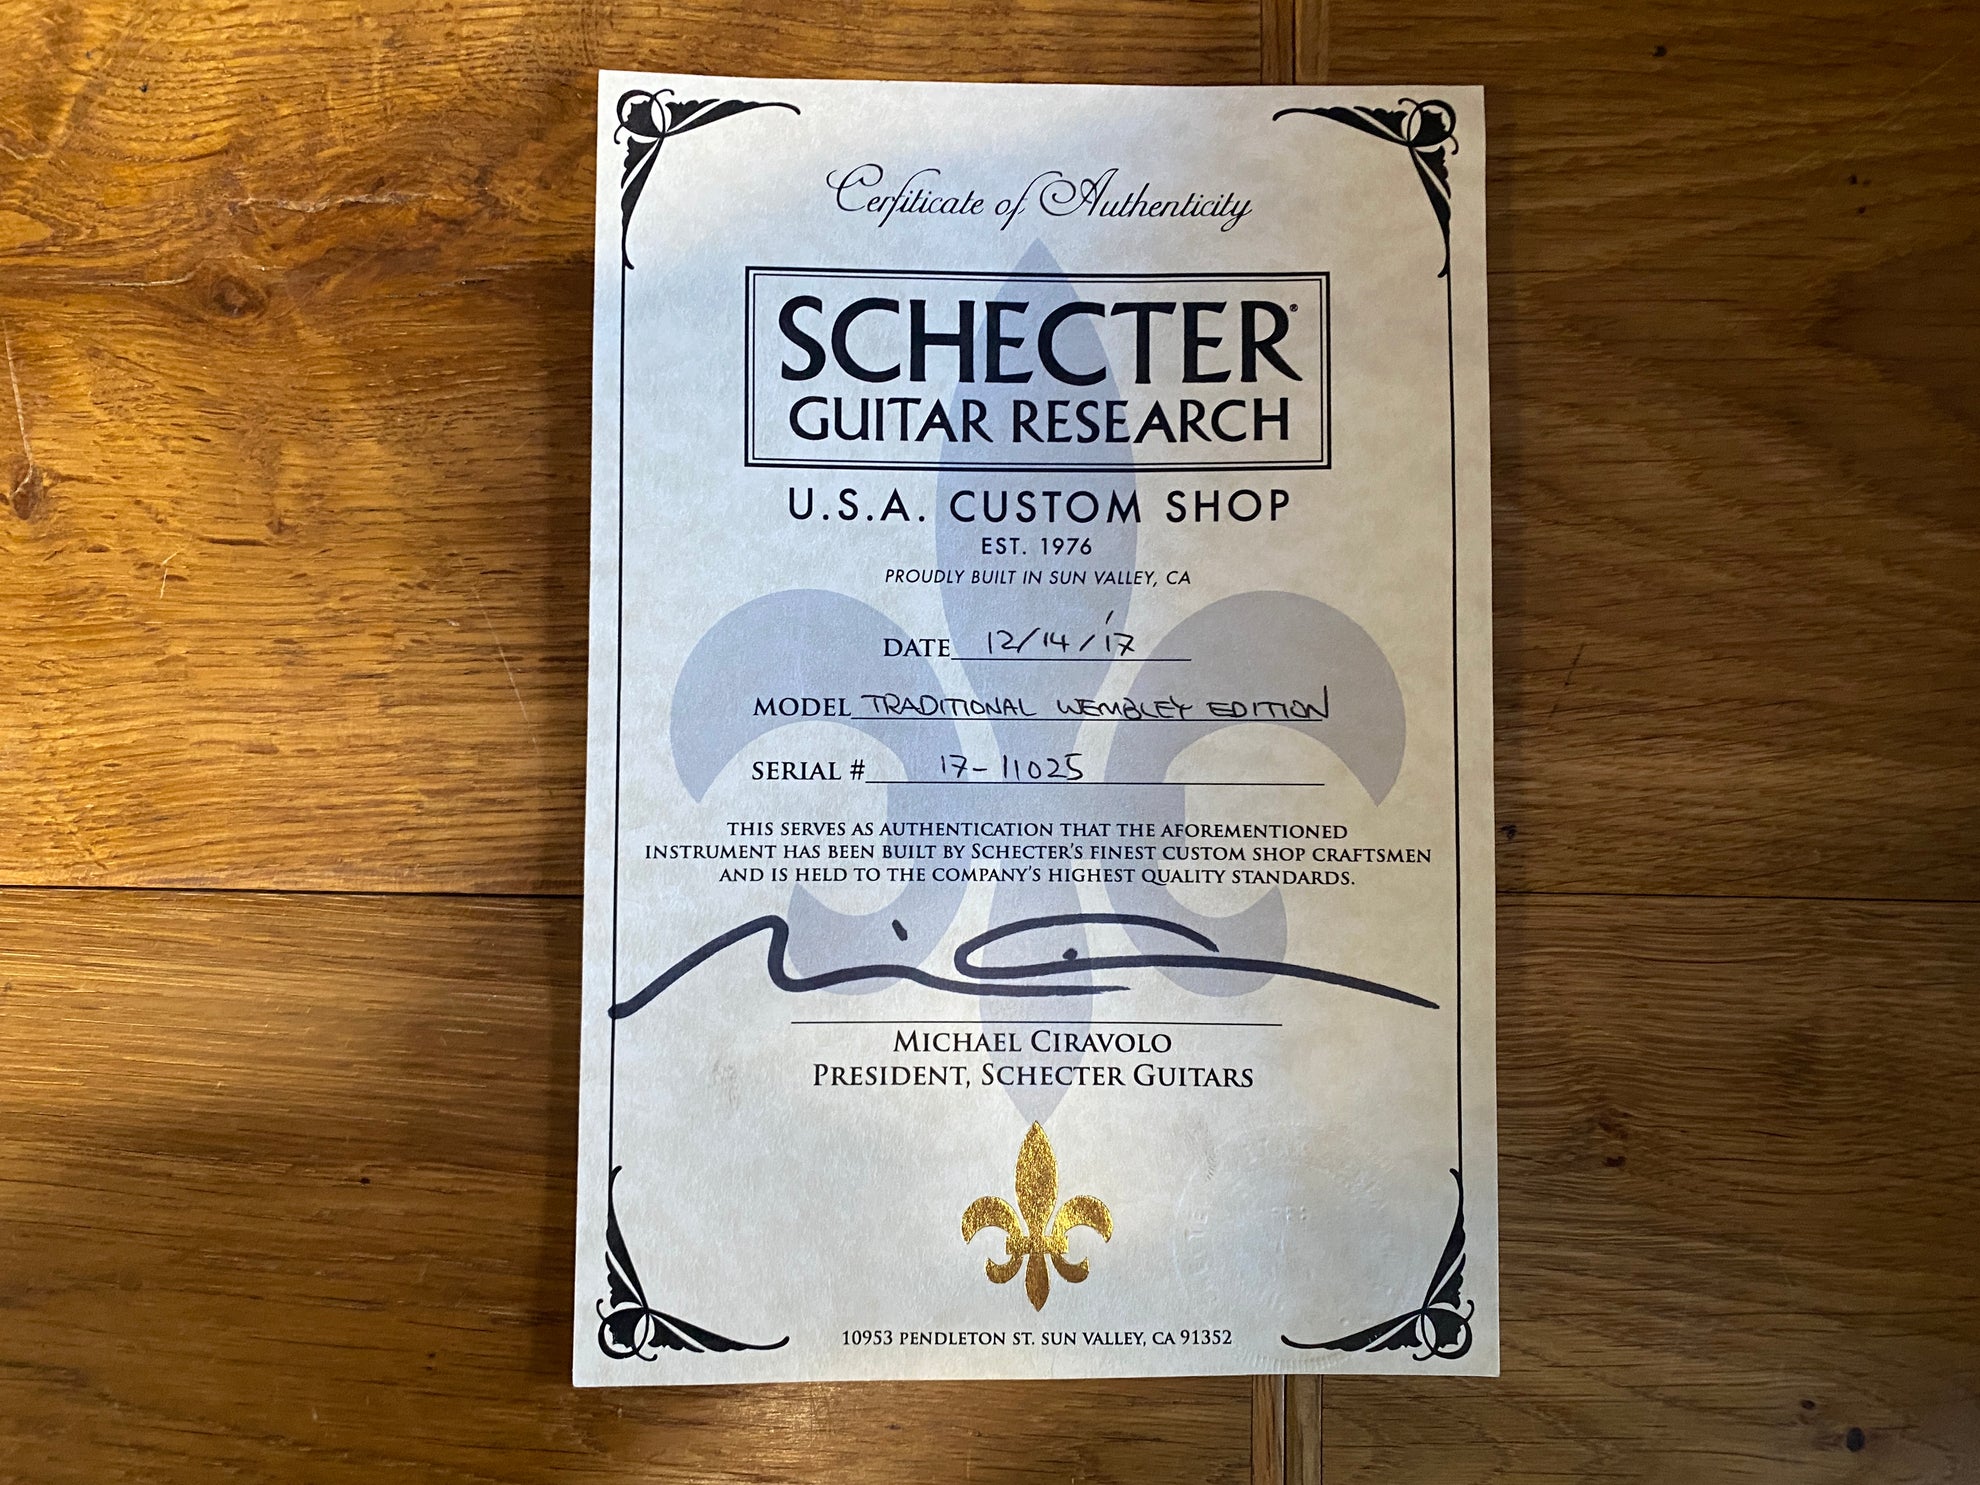 Cerfiticate of Authenticity
SCHECTER®
GUITAR RESEARCH
U.S.A. CUSTOM SHOP
EST. 1976
PROUDLY BUILT IN SUN VALLEY, CA
DATE 12/14/'17
MODEL TRADITIONAL WEMBLEY EDITION
SERIAL # 17-11025
THIS SERVES AS AUTHENTICATION THAT THE AFOREMENTIONED
INSTRUMENT HAS BEEN BUILT BY SCHECTER'S FINEST CUSTOM SHOP CRAFTSMEN
AND IS HELD TO THE COMPANY'S HIGHEST QUALITY STANDARDS.
MICHAEL CIRAVOLO
PRESIDENT, SCHECTER GUITARS
10953 PENDLETON ST. SUN VALLEY, CA 91352